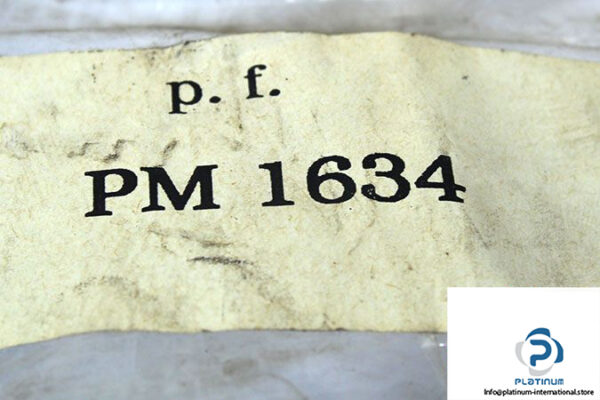 p. f.
PM 1634
PLATINUM
Info@platinum-international.store